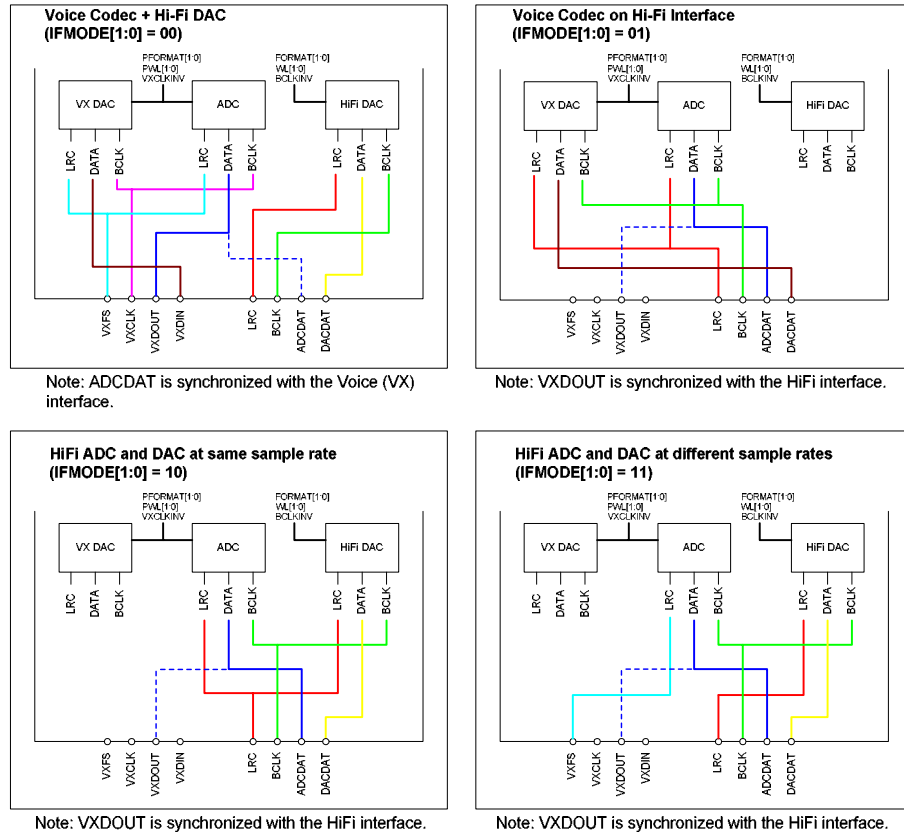 Voice Codec + Hi-Fi DAC
(IFMODE[1:0] = 00)
PFORMAT[1:0]
PWL[1:0]
VXCLKINV
FORMAT[1:0]
WL[1:0]
BCLKINV
VX DAC
ADC
HiFi DAC
LRC
DATA
BCLK
LRC
DATA
BCLK
LRC
DATA
BCLK
VXFS
VXCLK
VXDOUT
VXDIN
LRC
BCLK
ADCDAT
DACDAT
Note: ADCDAT is synchronized with the Voice (VX)
interface.
Voice Codec on Hi-Fi Interface
(IFMODE[1:0] = 01)
PFORMAT[1:0]
PWL[1:0]
VXCLKINV
FORMAT[1:0]
WL[1:0]
BCLKINV
VX DAC
ADC
HiFi DAC
LRC
DATA
BCLK
LRC
DATA
BCLK
LRC
DATA
BCLK
VXFS
VXCLK
VXDOUT
VXDIN
LRC
BCLK
ADCDAT
DACDAT
Note: VXDOUT is synchronized with the HiFi interface.
HiFi ADC and DAC at same sample rate
(IFMODE[1:0] = 10)
PFORMAT[1:0]
PWL[1:0]
VXCLKINV
FORMAT[1:0]
WL[1:0]
BCLKINV
VX DAC
ADC
HiFi DAC
LRC
DATA
BCLK
LRC
DATA
BCLK
LRC
DATA
BCLK
VXFS
VXCLK
VXDOUT
VXDIN
LRC
BCLK
ADCDAT
DACDAT
Note: VXDOUT is synchronized with the HiFi interface.
HiFi ADC and DAC at different sample rates
(IFMODE[1:0] = 11)
PFORMAT[1:0]
PWL[1:0]
VXCLKINV
FORMAT[1:0]
WL[1:0]
BCLKINV
VX DAC
ADC
HiFi DAC
LRC
DATA
BCLK
LRC
DATA
BCLK
LRC
DATA
BCLK
VXFS
VXCLK
VXDOUT
VXDIN
LRC
BCLK
ADCDAT
DACDAT
Note: VXDOUT is synchronized with the HiFi interface.